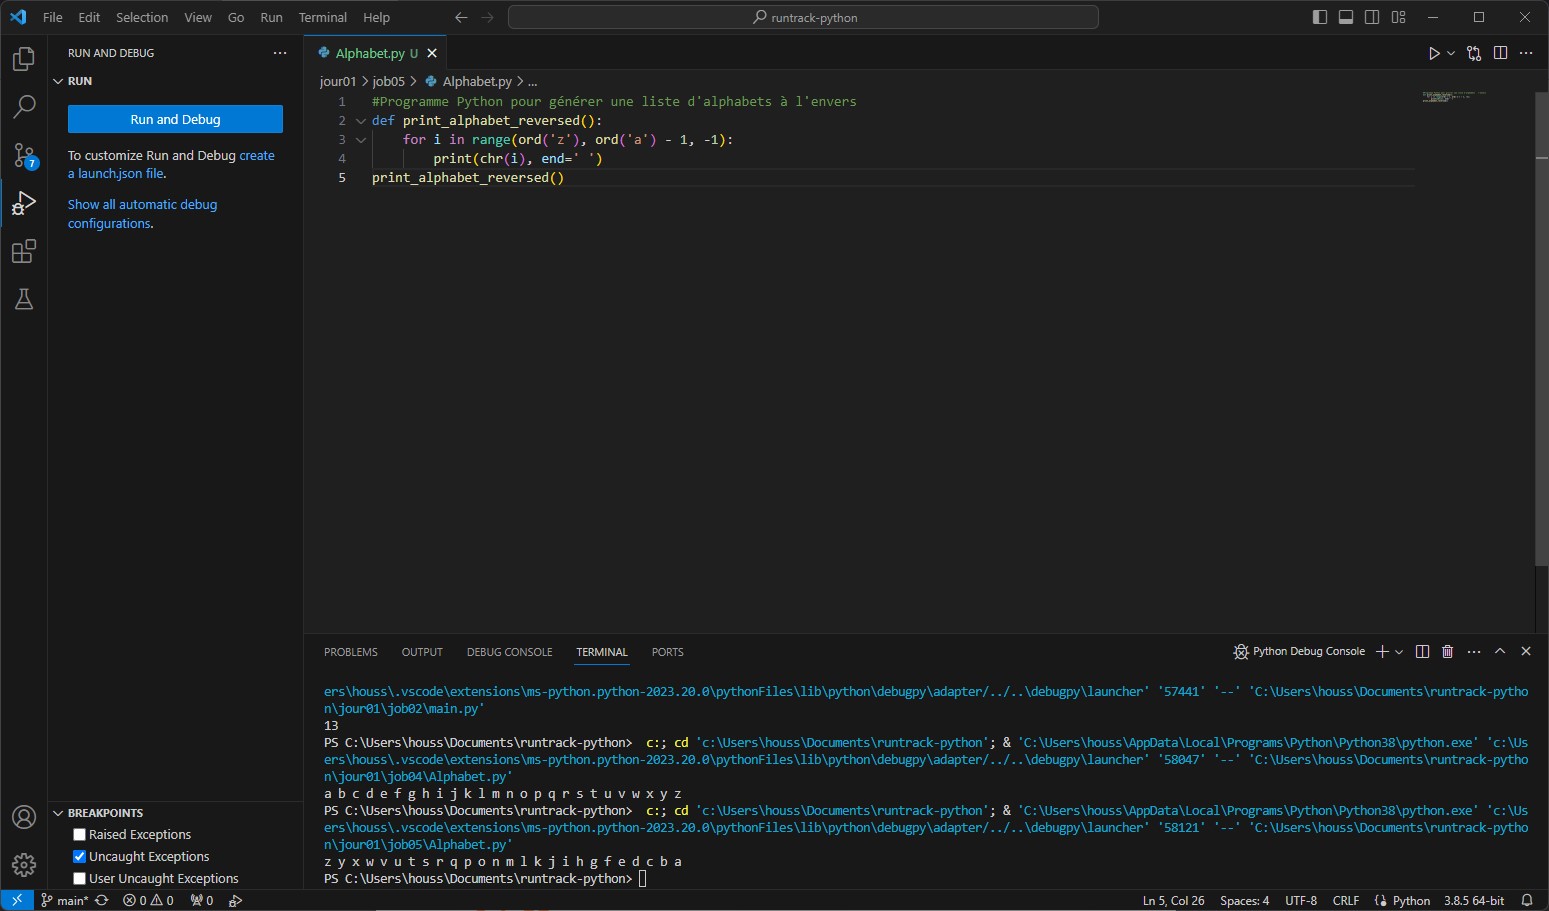 File Edit Selection View Go Run Terminal Help
runtrack-python
RUN AND DEBUG
RUN
Run and Debug
To customize Run and Debug create
a launch.json file.
Show all automatic debug
configurations.
7
BREAKPOINTS
Raised Exceptions
Uncaught Exceptions
User Uncaught Exceptions
Alphabet.py U
jour01 > job05 > Alphabet.py > ...
1 #Programme Python pour générer une liste d'alphabets à l'envers
2 def print_alphabet_reversed():
3 for i in range(ord('z'), ord('a') - 1, -1):
4 print(chr(i), end=' ')
5 print_alphabet_reversed()
PROBLEMS OUTPUT DEBUG CONSOLE TERMINAL PORTS
Python Debug Console
ers\houss\.vscode\extensions\ms-python.python-2023.20.0\pythonFiles\lib\python\debugpy\adapter/../..\debugpy\launcher' '57441' '--' 'C:\Users\houss\Documents\runtrack-pytho
n\jour01\job02\main.py'
13
PS C:\Users\houss\Documents\runtrack-python> c:; cd 'c:\Users\houss\Documents\runtrack-python'; & 'C:\Users\houss\AppData\Local\Programs\Python\Python38\python.exe' 'c:\Us
ers\houss\.vscode\extensions\ms-python.python-2023.20.0\pythonFiles\lib\python\debugpy\adapter/../..\debugpy\launcher' '58047' '--' 'C:\Users\houss\Documents\runtrack-pytho
n\jour01\job04\Alphabet.py'
a b c d e f g h i j k l m n o p q r s t u v w x y z
PS C:\Users\houss\Documents\runtrack-python> c:; cd 'c:\Users\houss\Documents\runtrack-python'; & 'C:\Users\houss\AppData\Local\Programs\Python\Python38\python.exe' 'c:\Us
ers\houss\.vscode\extensions\ms-python.python-2023.20.0\pythonFiles\lib\python\debugpy\adapter/../..\debugpy\launcher' '58121' '--' 'C:\Users\houss\Documents\runtrack-pytho
n\jour01\job05\Alphabet.py'
z y x w v u t s r q p o n m l k j i h g f e d c b a
PS C:\Users\houss\Documents\runtrack-python>
main* 0 0 0 Ln 5, Col 26 Spaces: 4 UTF-8 CRLF Python 3.8.5 64-bit